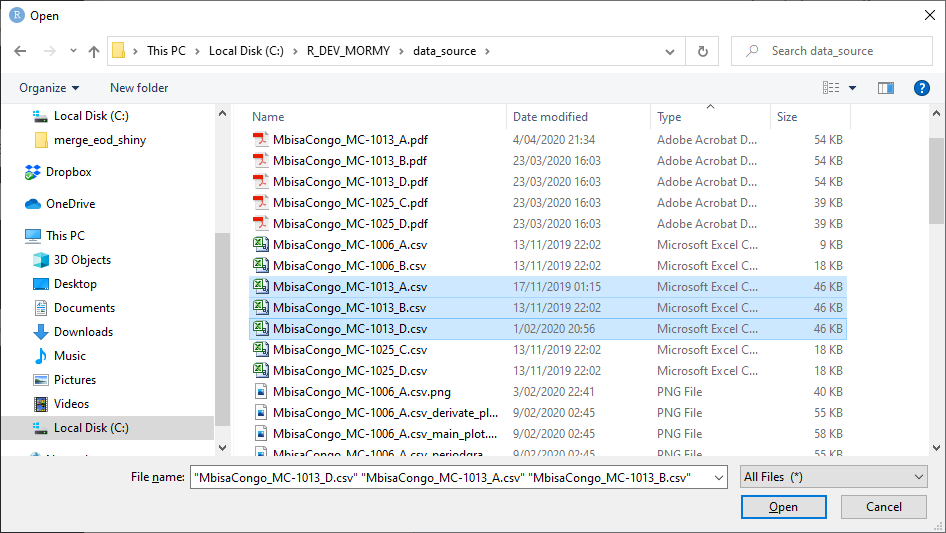 Open
This PC > Local Disk (C:) > R_DEV_MORMY > data_source >
Search data_source
Organize
New folder
Local Disk (C:)
merge_eod_shiny
Dropbox
OneDrive
This PC
3D Objects
Desktop
Documents
Downloads
Music
Pictures
Videos
Local Disk (C:)
Name Date modified Type Size
MbisaCongo_MC-1013_A.pdf 4/04/2020 21:34 Adobe Acrobat D... 54 KB
MbisaCongo_MC-1013_B.pdf 23/03/2020 16:03 Adobe Acrobat D... 54 KB
MbisaCongo_MC-1013_D.pdf 23/03/2020 16:03 Adobe Acrobat D... 54 KB
MbisaCongo_MC-1025_C.pdf 23/03/2020 16:03 Adobe Acrobat D... 39 KB
MbisaCongo_MC-1025_D.pdf 23/03/2020 16:03 Adobe Acrobat D... 39 KB
MbisaCongo_MC-1006_A.csv 13/11/2019 22:02 Microsoft Excel C... 9 KB
MbisaCongo_MC-1006_B.csv 13/11/2019 22:02 Microsoft Excel C... 18 KB
MbisaCongo_MC-1013_A.csv 17/11/2019 01:15 Microsoft Excel C... 46 KB
MbisaCongo_MC-1013_B.csv 13/11/2019 22:02 Microsoft Excel C... 46 KB
MbisaCongo_MC-1013_D.csv 1/02/2020 20:56 Microsoft Excel C... 46 KB
MbisaCongo_MC-1025_C.csv 13/11/2019 22:02 Microsoft Excel C... 18 KB
MbisaCongo_MC-1025_D.csv 13/11/2019 22:02 Microsoft Excel C... 18 KB
MbisaCongo_MC-1006_A.csv.png 3/02/2020 22:41 PNG File 40 KB
MbisaCongo_MC-1006_A.csv_derivate_pl... 9/02/2020 02:45 PNG File 55 KB
MbisaCongo_MC-1006_A.csv_main_plot.... 9/02/2020 02:45 PNG File 58 KB
MbisaCongo_MC-1006_A.csv_periodgra... 9/02/2020 02:45 PNG File 55 KB
File name: "MbisaCongo_MC-1013_D.csv" "MbisaCongo_MC-1013_A.csv" "MbisaCongo_MC-1013_B.csv"
All Files (*)
Open
Cancel